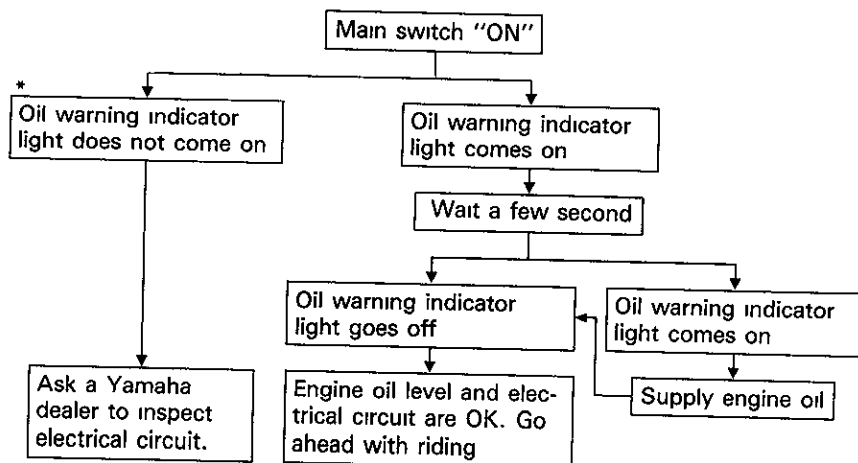 Main switch "ON"
*
Oil warning indicator
light does not come on
Oil warning indicator
light comes on
Wait a few second
Oil warning indicator
light goes off
Oil warning indicator
light comes on
Ask a Yamaha
dealer to inspect
electrical circuit.
Engine oil level and elec-
trical circuit are OK. Go
ahead with riding
Supply engine oil